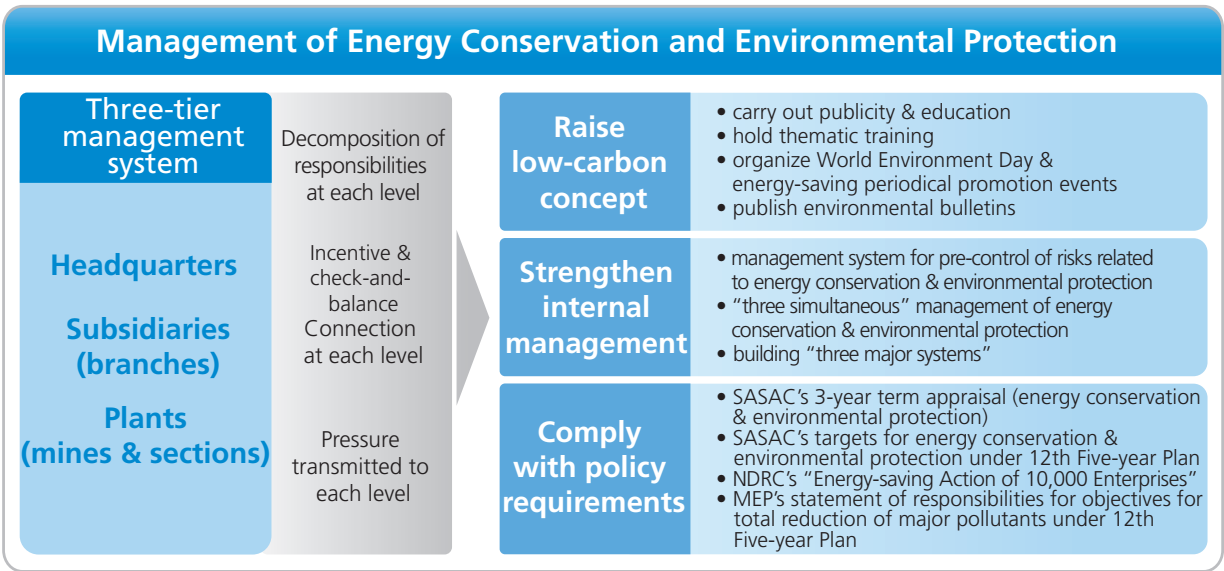 Management of Energy Conservation and Environmental Protection
Three-tier
management
system
Headquarters
Subsidiaries
(branches)
Plants
(mines & sections)
Decomposition of
responsibilities
at each level
Incentive &
check-and-
balance
Connection
at each level
Pressure
transmitted to
each level
Raise
low-carbon
concept
• carry out publicity & education
• hold thematic training
• organize World Environment Day &
energy-saving periodical promotion events
• publish environmental bulletins
Strengthen
internal
management
• management system for pre-control of risks related
to energy conservation & environmental protection
• “three simultaneous” management of energy
conservation & environmental protection
• building “three major systems”
Comply
with policy
requirements
• SASAC’s 3-year term appraisal (energy conservation
& environmental protection)
• SASAC’s targets for energy conservation &
environmental protection under 12th Five-year Plan
• NDRC’s “Energy-saving Action of 10,000 Enterprises”
• MEP’s statement of responsibilities for objectives for
total reduction of major pollutants under 12th
Five-year Plan